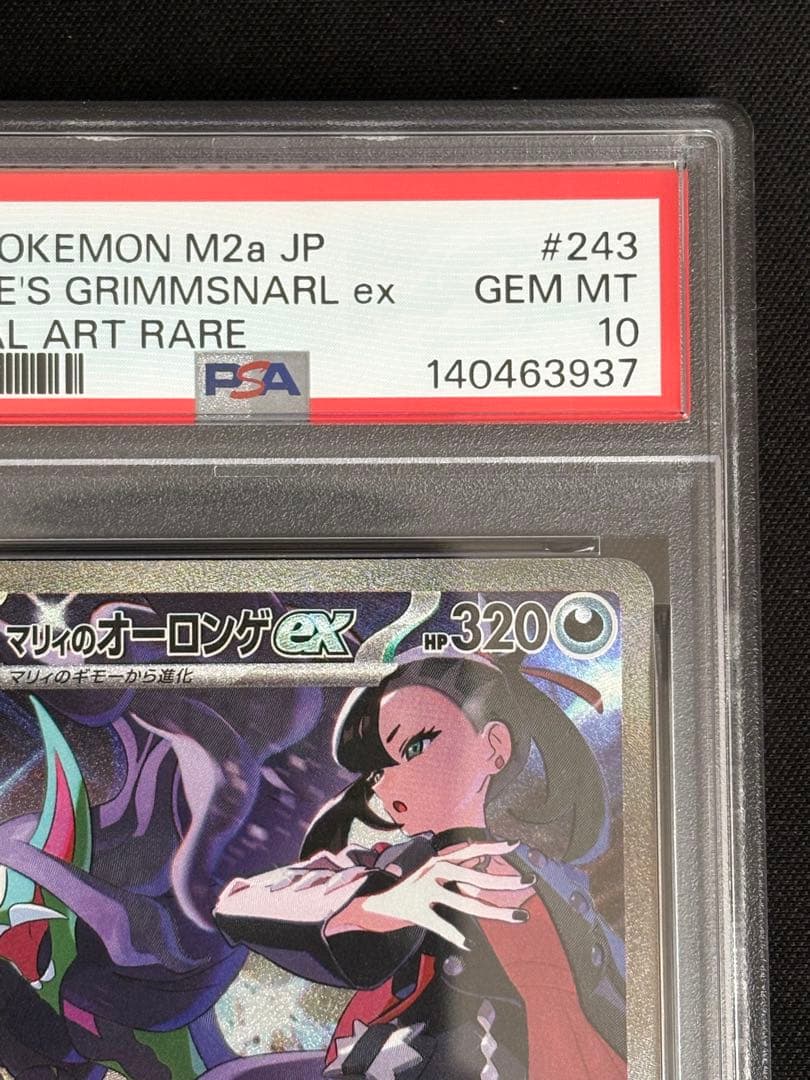 OKEMON M2a JP #243
E'S GRIMMSNARL ex GEM MT
AL ART RARE 10
PSA 140463937
マリィのオーロンゲex HP320
マリィのギモーから進化